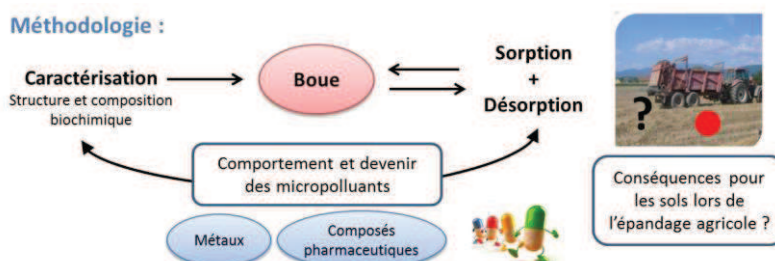 Méthodologie :
Caractérisation
Structure et composition
biochimique
Boue
Sorption
+
Désorption
?
Comportement et devenir
des micropolluants
Métaux
Composés
pharmaceutiques
Conséquences pour
les sols lors de
l'épandage agricole ?